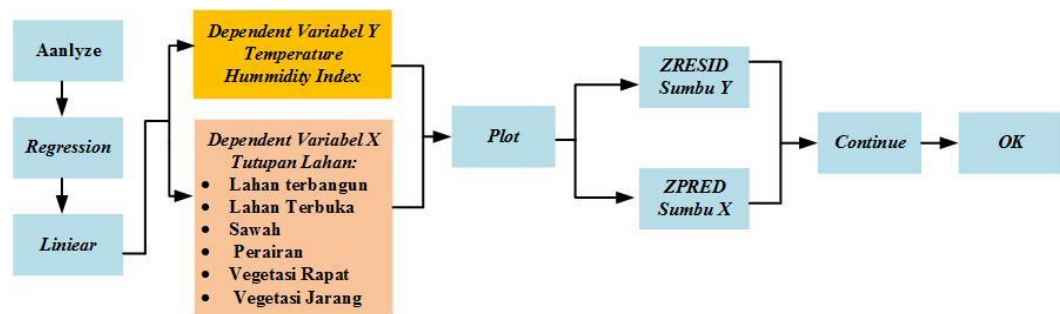 Aanlyze
Regression
Liniear
Dependent Variabel Y
Temperature
Hummidity Index
Dependent Variabel X
Tutupan Lahan:
• Lahan terbangun
• Lahan Terbuka
• Sawah
• Perairan
• Vegetasi Rapat
• Vegetasi Jarang
Plot
ZRESID
Sumbu Y
ZPRED
Sumbu X
Continue
OK